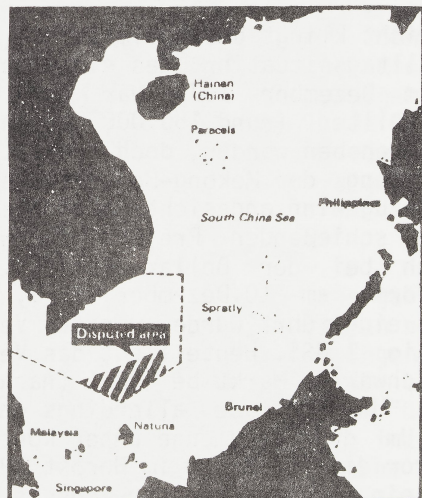 Hainan
(China)
Paracels
Philippines
South China Sea
Spratly
Disputed area
Brunei
Malaysia
Natuna
Singapore